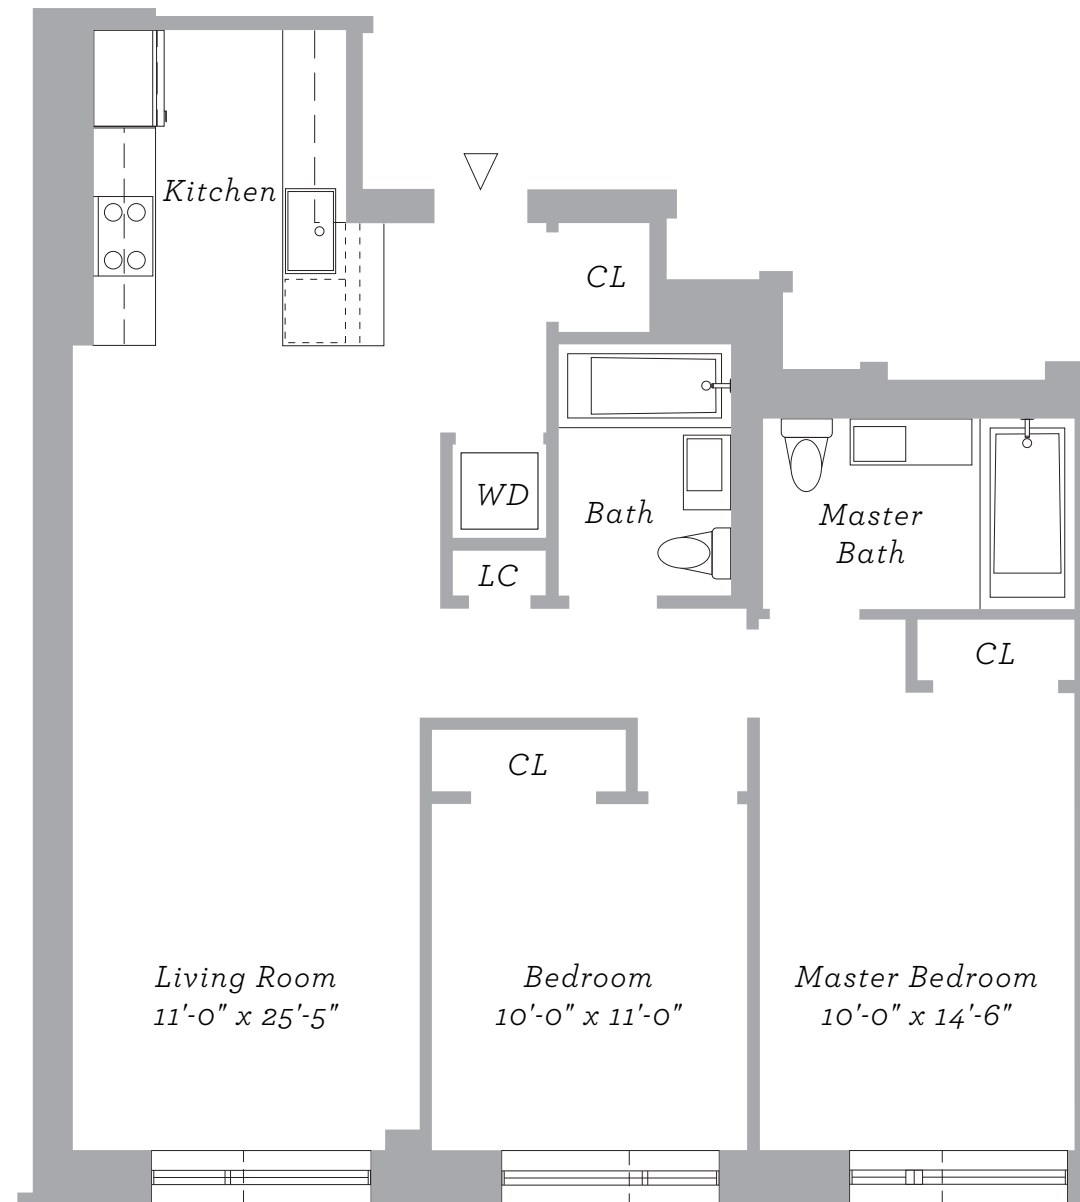 Kitchen
CL
WD
Bath
Master
Bath
LC
CL
CL
Living Room
11'-0" x 25'-5"
Bedroom
10'-0" x 11'-0"
Master Bedroom
10'-0" x 14'-6"